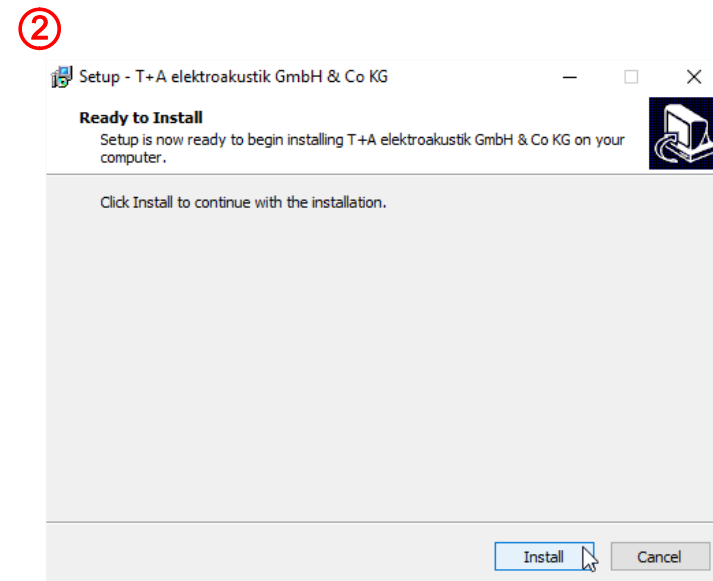 ②
Setup - T+A elektroakustik GmbH & Co KG
Ready to Install
Setup is now ready to begin installing T+A elektroakustik GmbH & Co KG on your
computer.
Click Install to continue with the installation.
Install Cancel